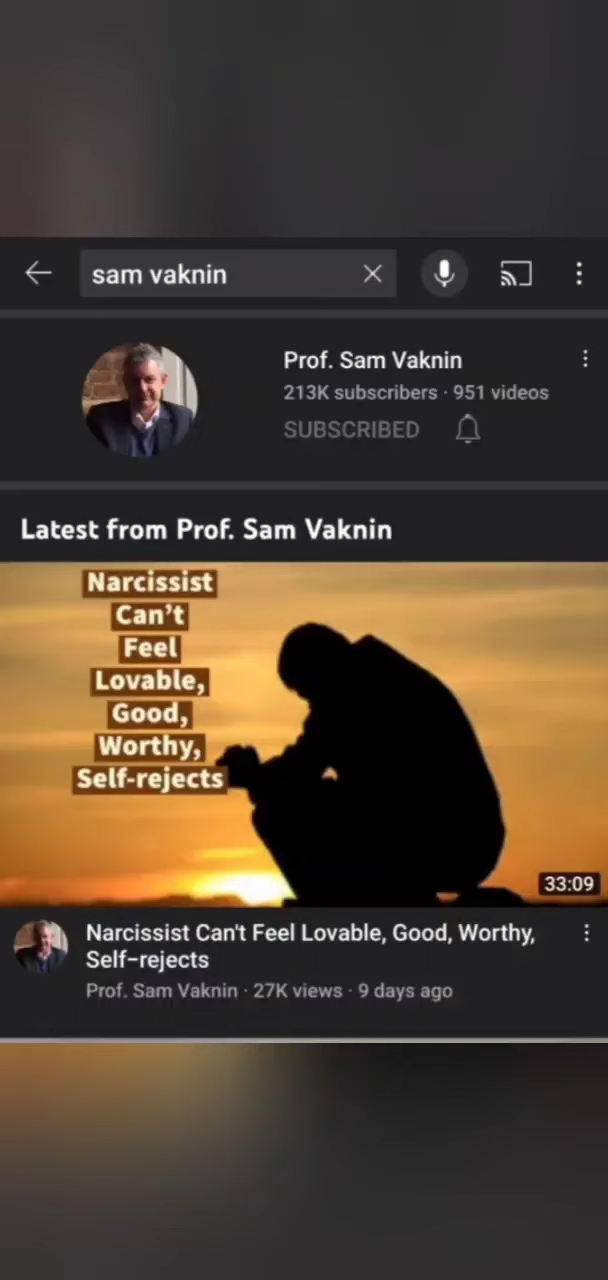 sam vaknin
Prof. Sam Vaknin
213K subscribers · 951 videos
SUBSCRIBED
Latest from Prof. Sam Vaknin
Narcissist
Can't
Feel
Lovable,
Good,
Worthy,
Self-rejects
33:09
Narcissist Can't Feel Lovable, Good, Worthy,
Self-rejects
Prof. Sam Vaknin · 27K views · 9 days ago